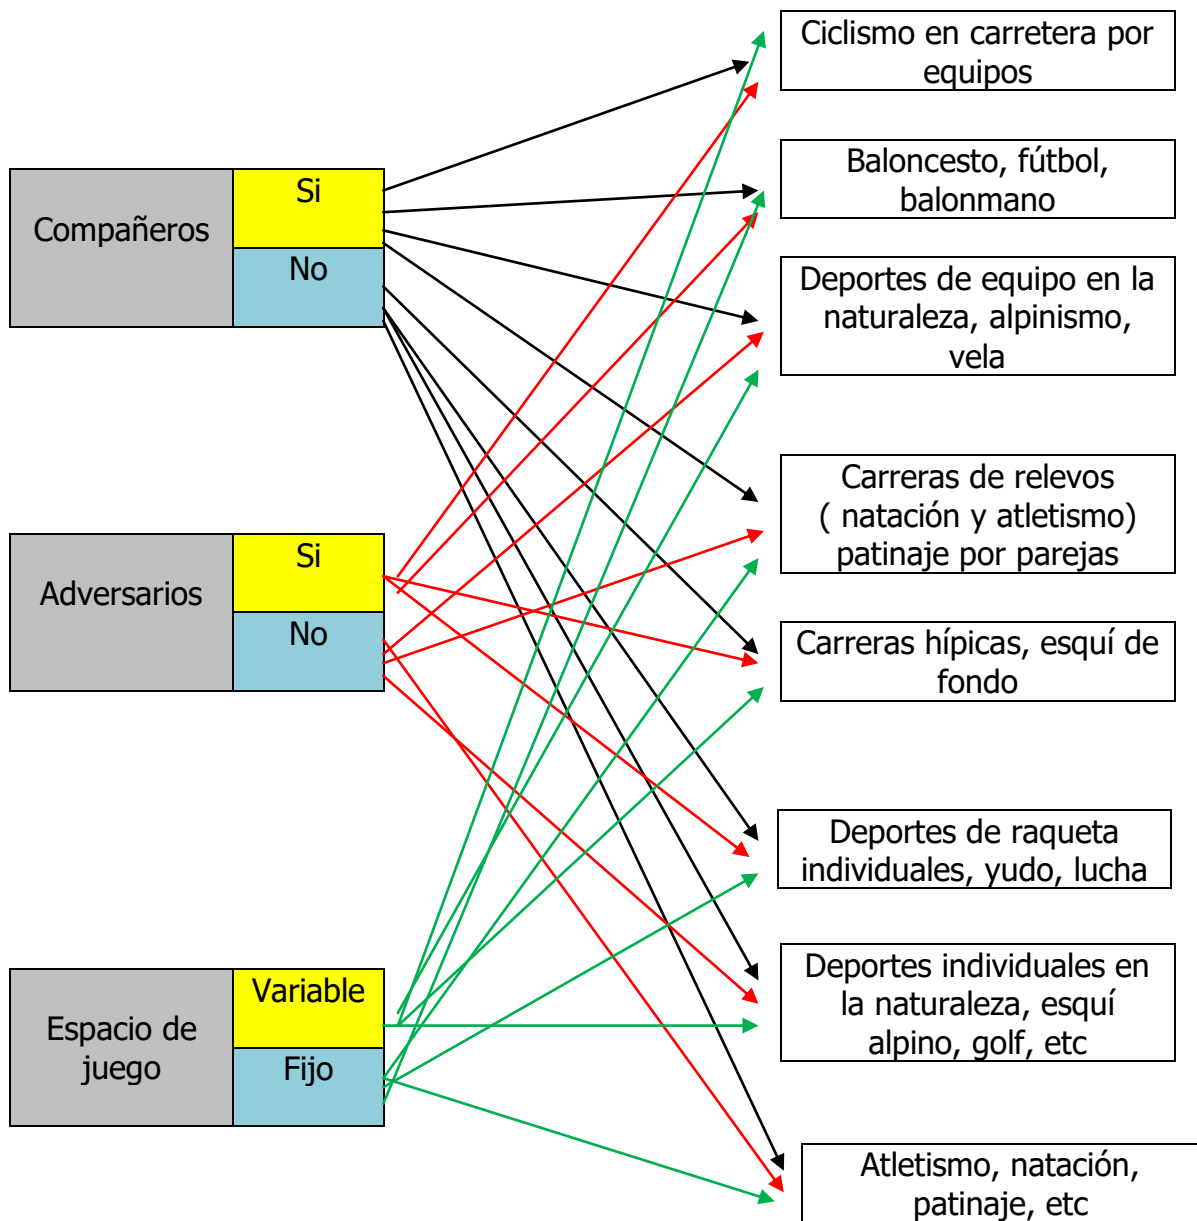 Ciclismo en carretera por
equipos
Baloncesto, fútbol,
balonmano
Compañeros
Si
No
Deportes de equipo en la
naturaleza, alpinismo,
vela
Carreras de relevos
( natación y atletismo)
patinaje por parejas
Adversarios
Si
No
Carreras hípicas, esquí de
fondo
Deportes de raqueta
individuales, yudo, lucha
Espacio de
juego
Variable
Fijo
Deportes individuales en
la naturaleza, esquí
alpino, golf, etc
Atletismo, natación,
patinaje, etc